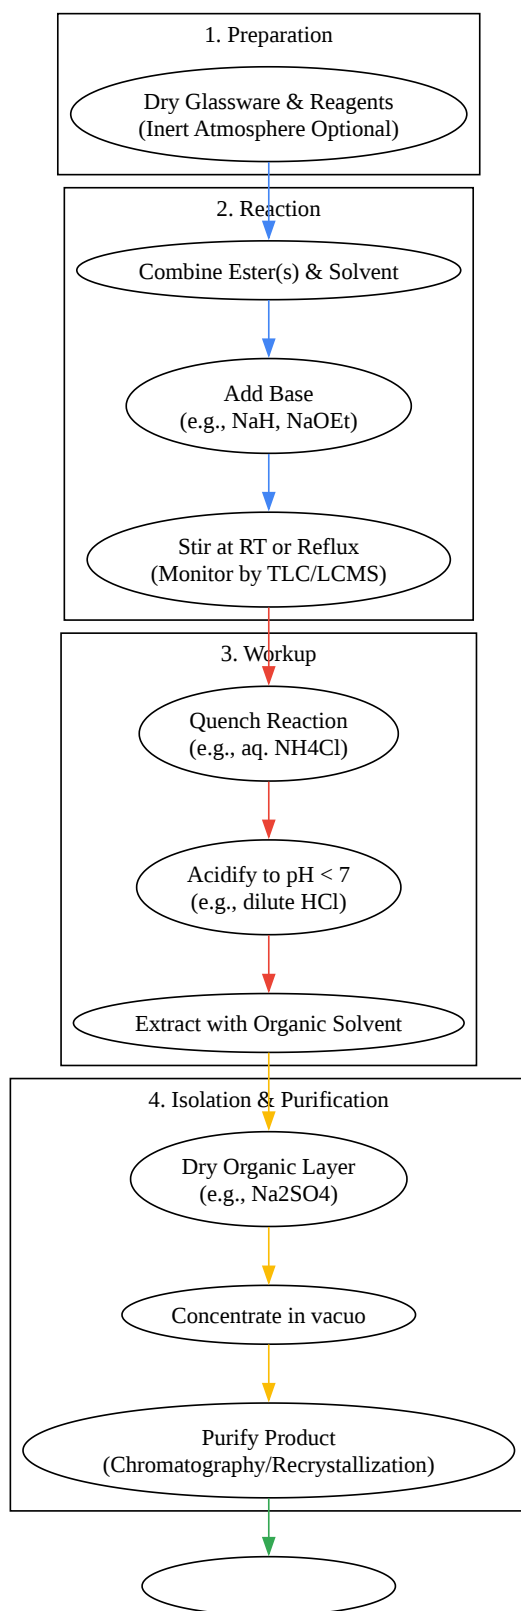 1. Preparation
Dry Glassware & Reagents
(Inert Atmosphere Optional)
2. Reaction
Combine Ester(s) & Solvent
Add Base
(e.g., NaH, NaOEt)
Stir at RT or Reflux
(Monitor by TLC/LCMS)
3. Workup
Quench Reaction
(e.g., aq. NH4Cl)
Acidify to pH < 7
(e.g., dilute HCl)
Extract with Organic Solvent
4. Isolation & Purification
Dry Organic Layer
(e.g., Na2SO4)
Concentrate in vacuo
Purify Product
(Chromatography/Recrystallization)